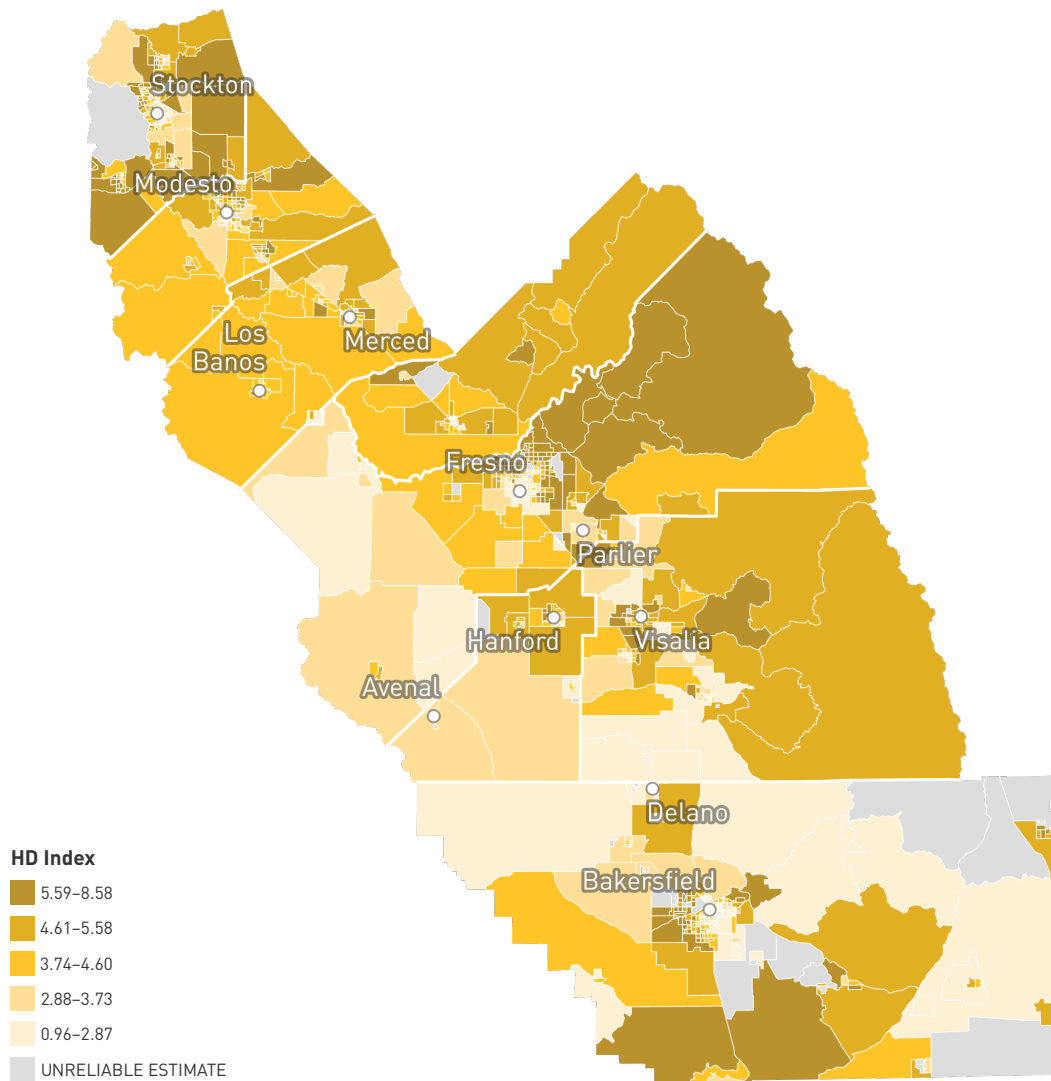 Stockton
Modesto
Los
Banos
Merced
Fresno
Parlier
Hanford
Visalia
Avenal
Delano
Bakersfield
HD Index
5.59–8.58
4.61–5.58
3.74–4.60
2.88–3.73
0.96–2.87
UNRELIABLE ESTIMATE